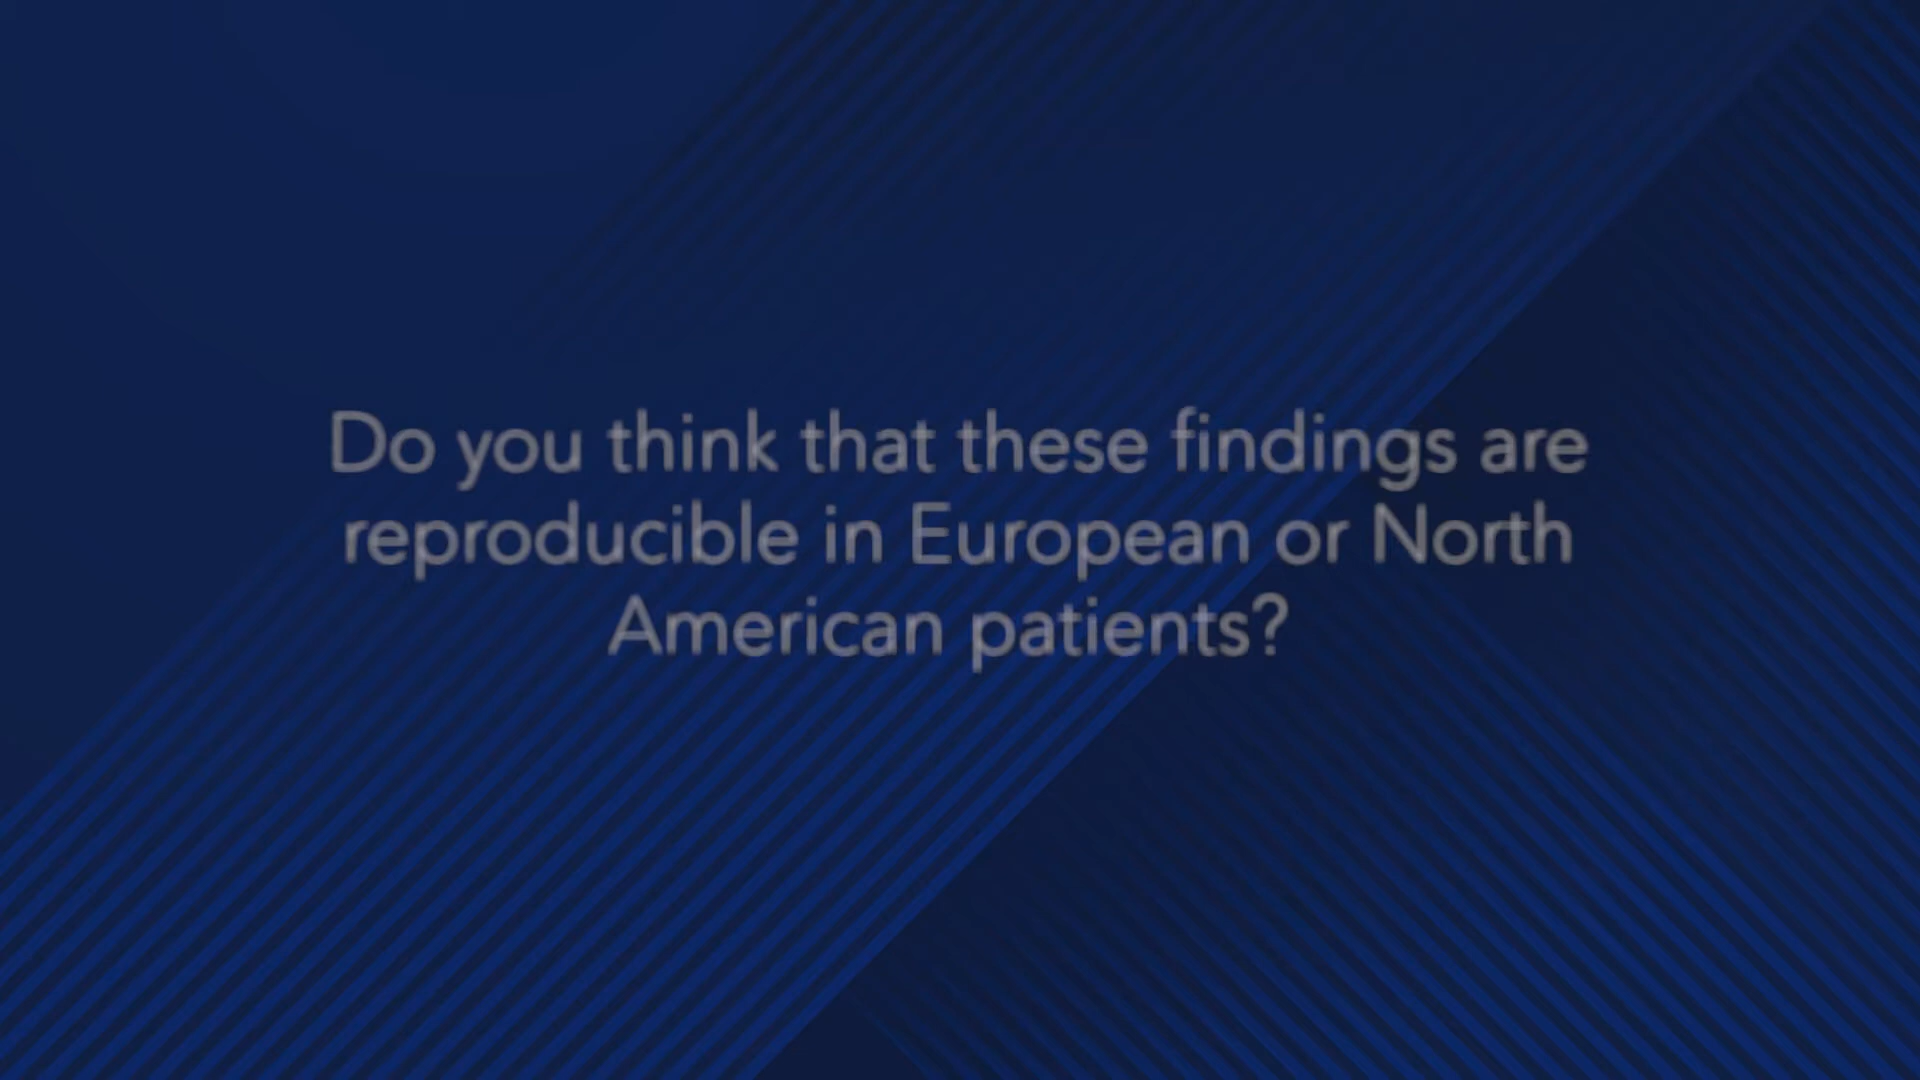 Do you think that these findings are
reproducible in European or North
American patients?